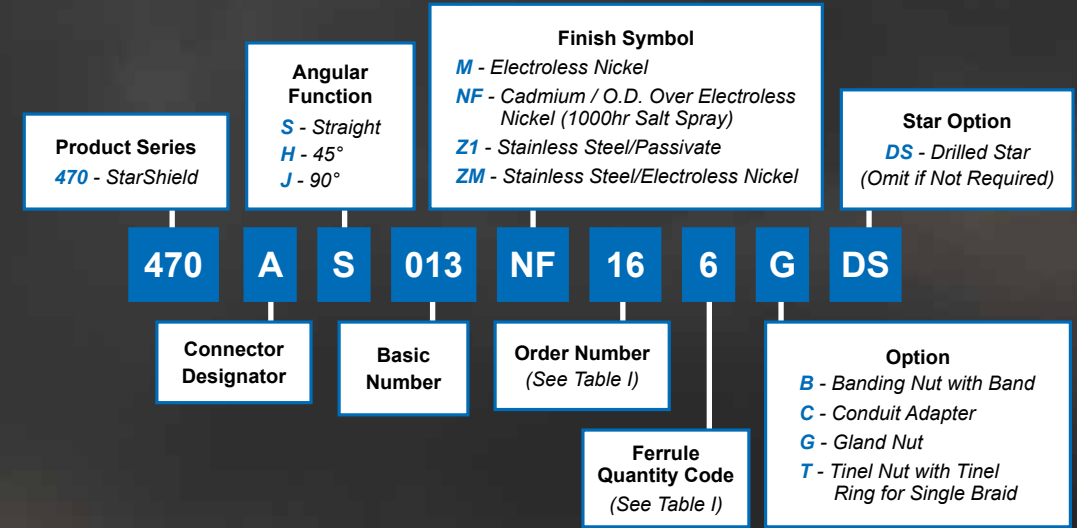 Product Series
470 - StarShield
Angular
Function
S - Straight
H - 45°
J - 90°
Finish Symbol
M - Electroless Nickel
NF - Cadmium / O.D. Over Electroless
Nickel (1000hr Salt Spray)
Z1 - Stainless Steel/Passivate
ZM - Stainless Steel/Electroless Nickel
Star Option
DS - Drilled Star
(Omit if Not Required)
470 A S 013 NF 16 6 G DS
Connector
Designator
Basic
Number
Order Number
(See Table I)
Ferrule
Quantity Code
(See Table I)
Option
B - Banding Nut with Band
C - Conduit Adapter
G - Gland Nut
T - Tinel Nut with Tinel
Ring for Single Braid